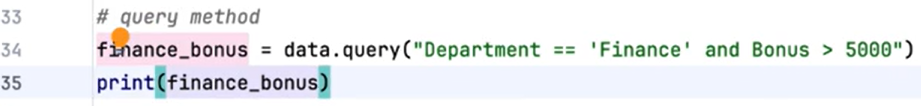 33 # query method
34 finance_bonus = data.query("Department == 'Finance' and Bonus > 5000")
35 print(finance_bonus)